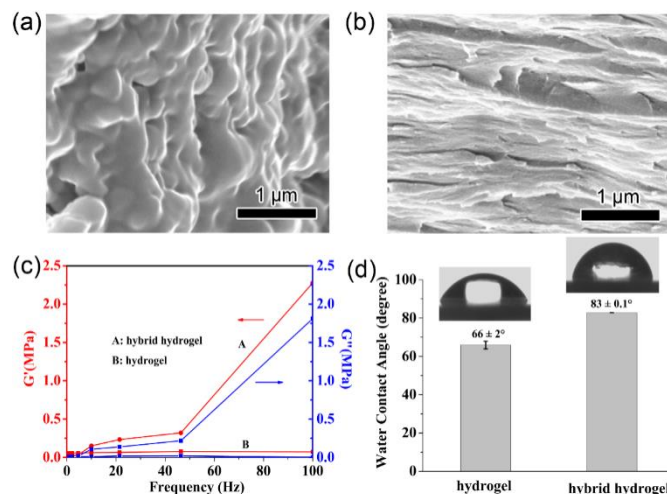 (a)
1 µm
(b)
1 µm
(c)
2.5
2.0
1.5
1.0
0.5
0.0
G'(MPa)
A: hybrid hydrogel
B: hydrogel
A
B
2.5
2.0
1.5
1.0
0.5
0.0
G''(MPa)
0 20 40 60 80 100
Frequency (Hz)
(d)
100
80
60
40
20
0
Water Contact Angle (degree)
66 ± 2°
83 ± 0.1°
hydrogel
hybrid hydrogel